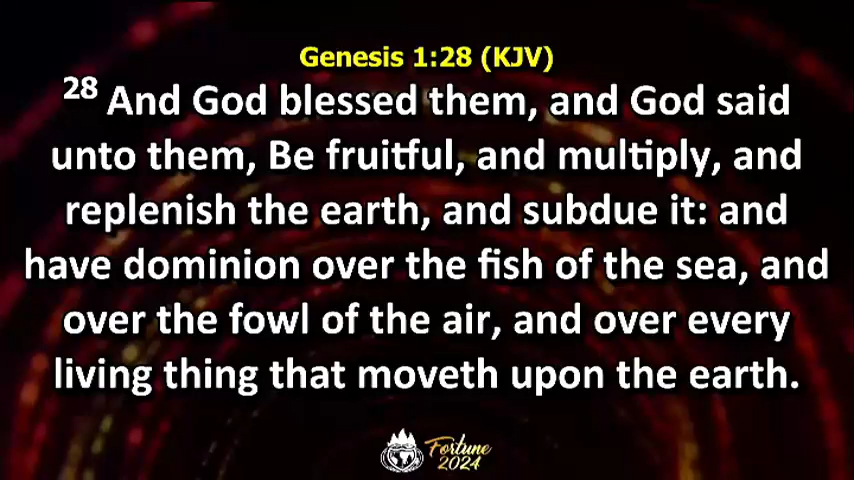 Genesis 1:28 (KJV)
28 And God blessed them, and God said
unto them, Be fruitful, and multiply, and
replenish the earth, and subdue it: and
have dominion over the fish of the sea, and
over the fowl of the air, and over every
living thing that moveth upon the earth.
Fortune
2024